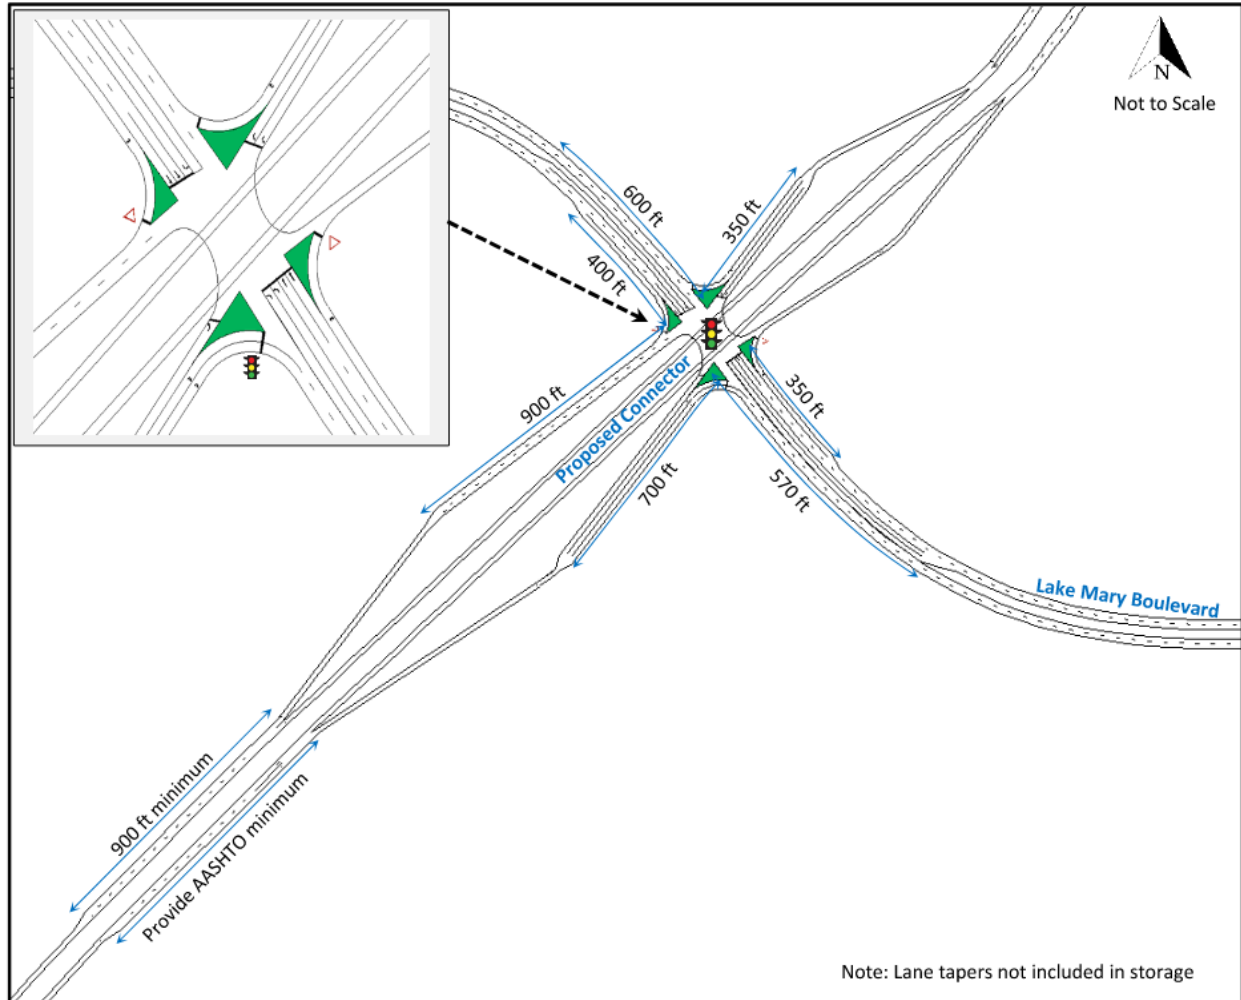 N
Not to Scale
600 ft
350 ft
400 ft
900 ft
Proposed Connector
350 ft
700 ft
570 ft
Lake Mary Boulevard
900 ft minimum
Provide AASHTO minimum
Note: Lane tapers not included in storage